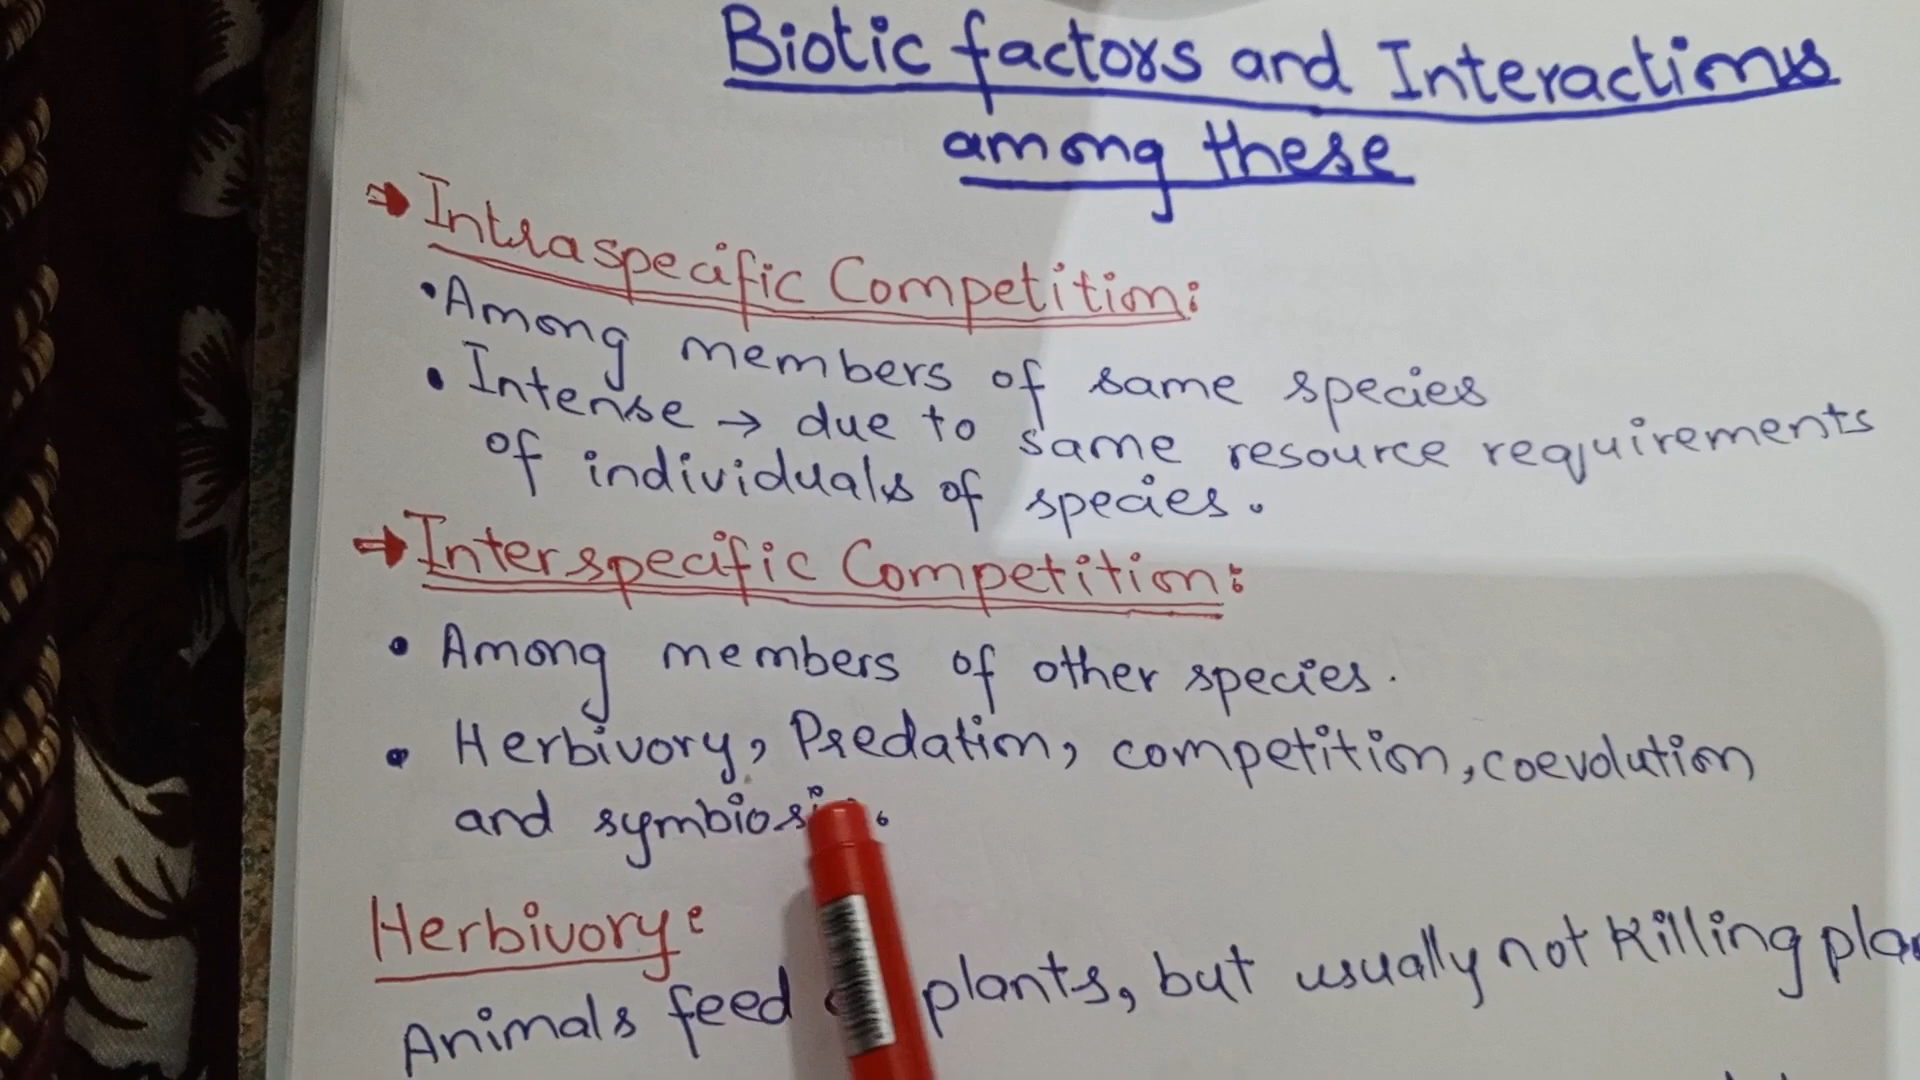 Biotic factors and Interactions
among these
→ Intraspecific Competition:
• Among members of same species
• Intense → due to same resource requirements
of individuals of species.
→ Interspecific Competition:
• Among members of other species.
• Herbivory, Predation, competition, coevolution
and symbiosis.
Herbivory:
Animals feed plants, but usually not killing